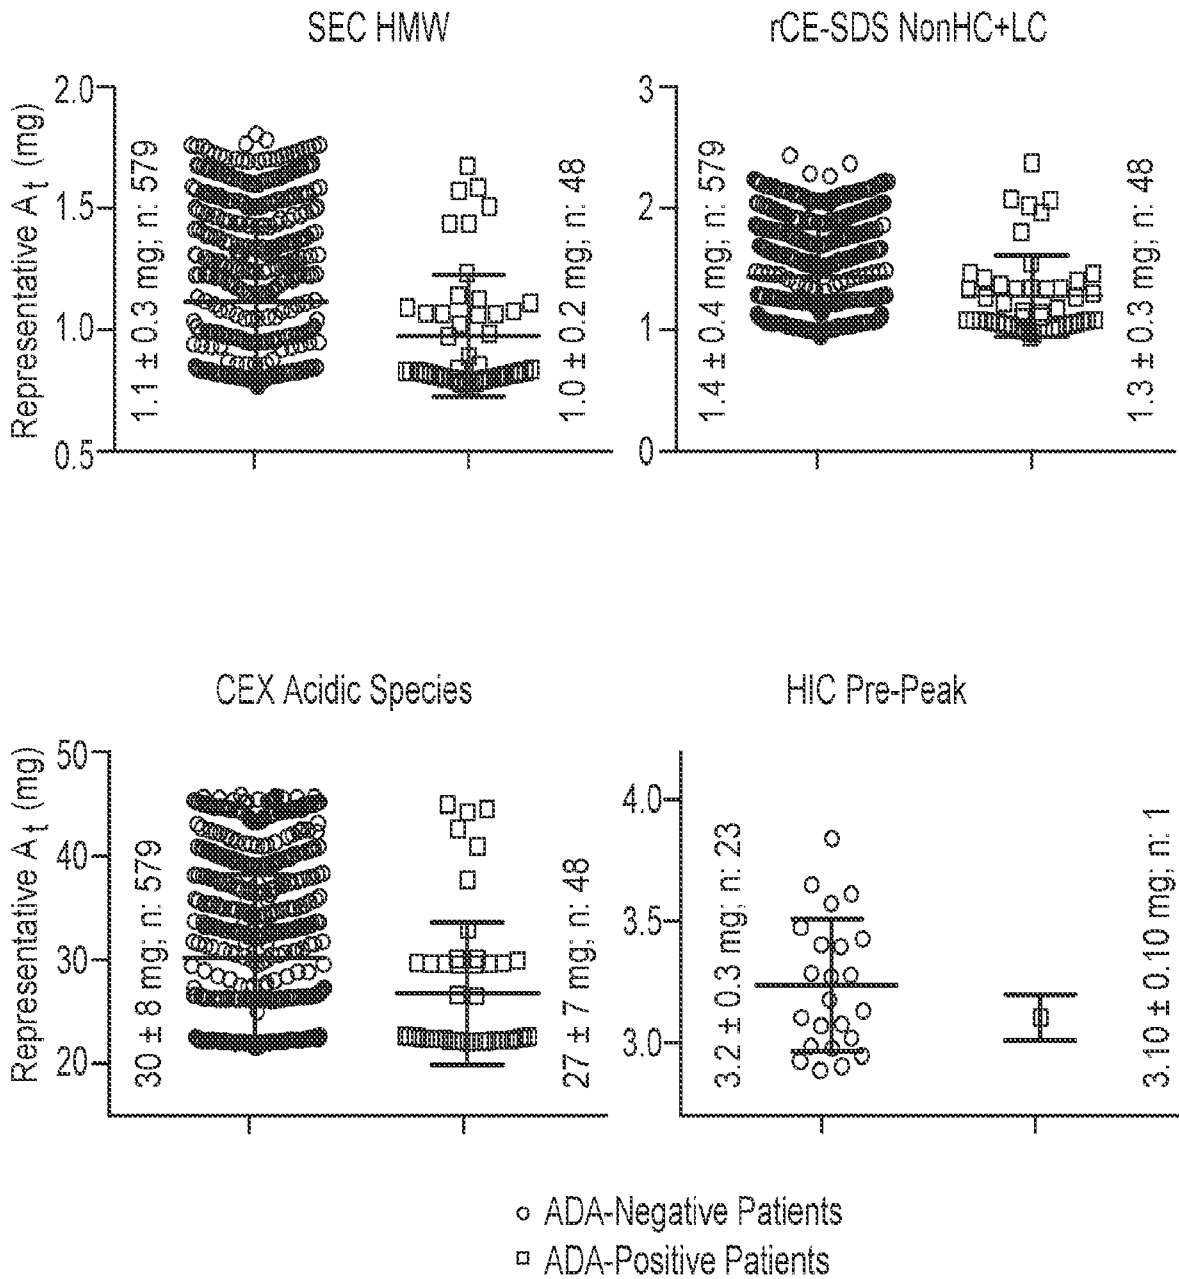 SEC HMW
Representative At (mg)
2.0
1.5
1.0
0.5
1.1 ± 0.3 mg; n: 579
1.0 ± 0.2 mg; n: 48
rCE-SDS NonHC+LC
3
2
1
0
1.4 ± 0.4 mg; n: 579
1.3 ± 0.3 mg; n: 48
CEX Acidic Species
Representative At (mg)
50
40
30
20
30 ± 8 mg; n: 579
27 ± 7 mg; n: 48
HIC Pre-Peak
4.0
3.5
3.0
3.2 ± 0.3 mg; n: 23
3.10 ± 0.10 mg; n: 1
ADA-Negative Patients
ADA-Positive Patients